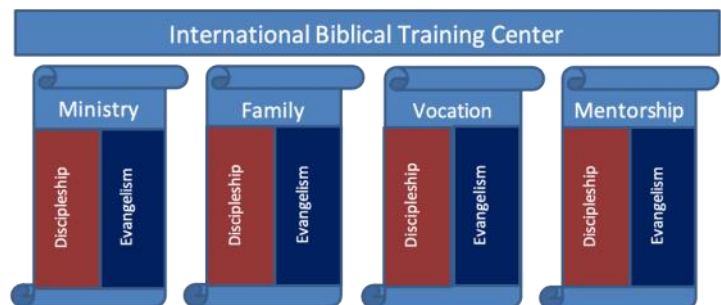 International Biblical Training Center
Ministry
Family
Vocation
Mentorship
Discipleship
Evangelism
Discipleship
Evangelism
Discipleship
Evangelism
Discipleship
Evangelism